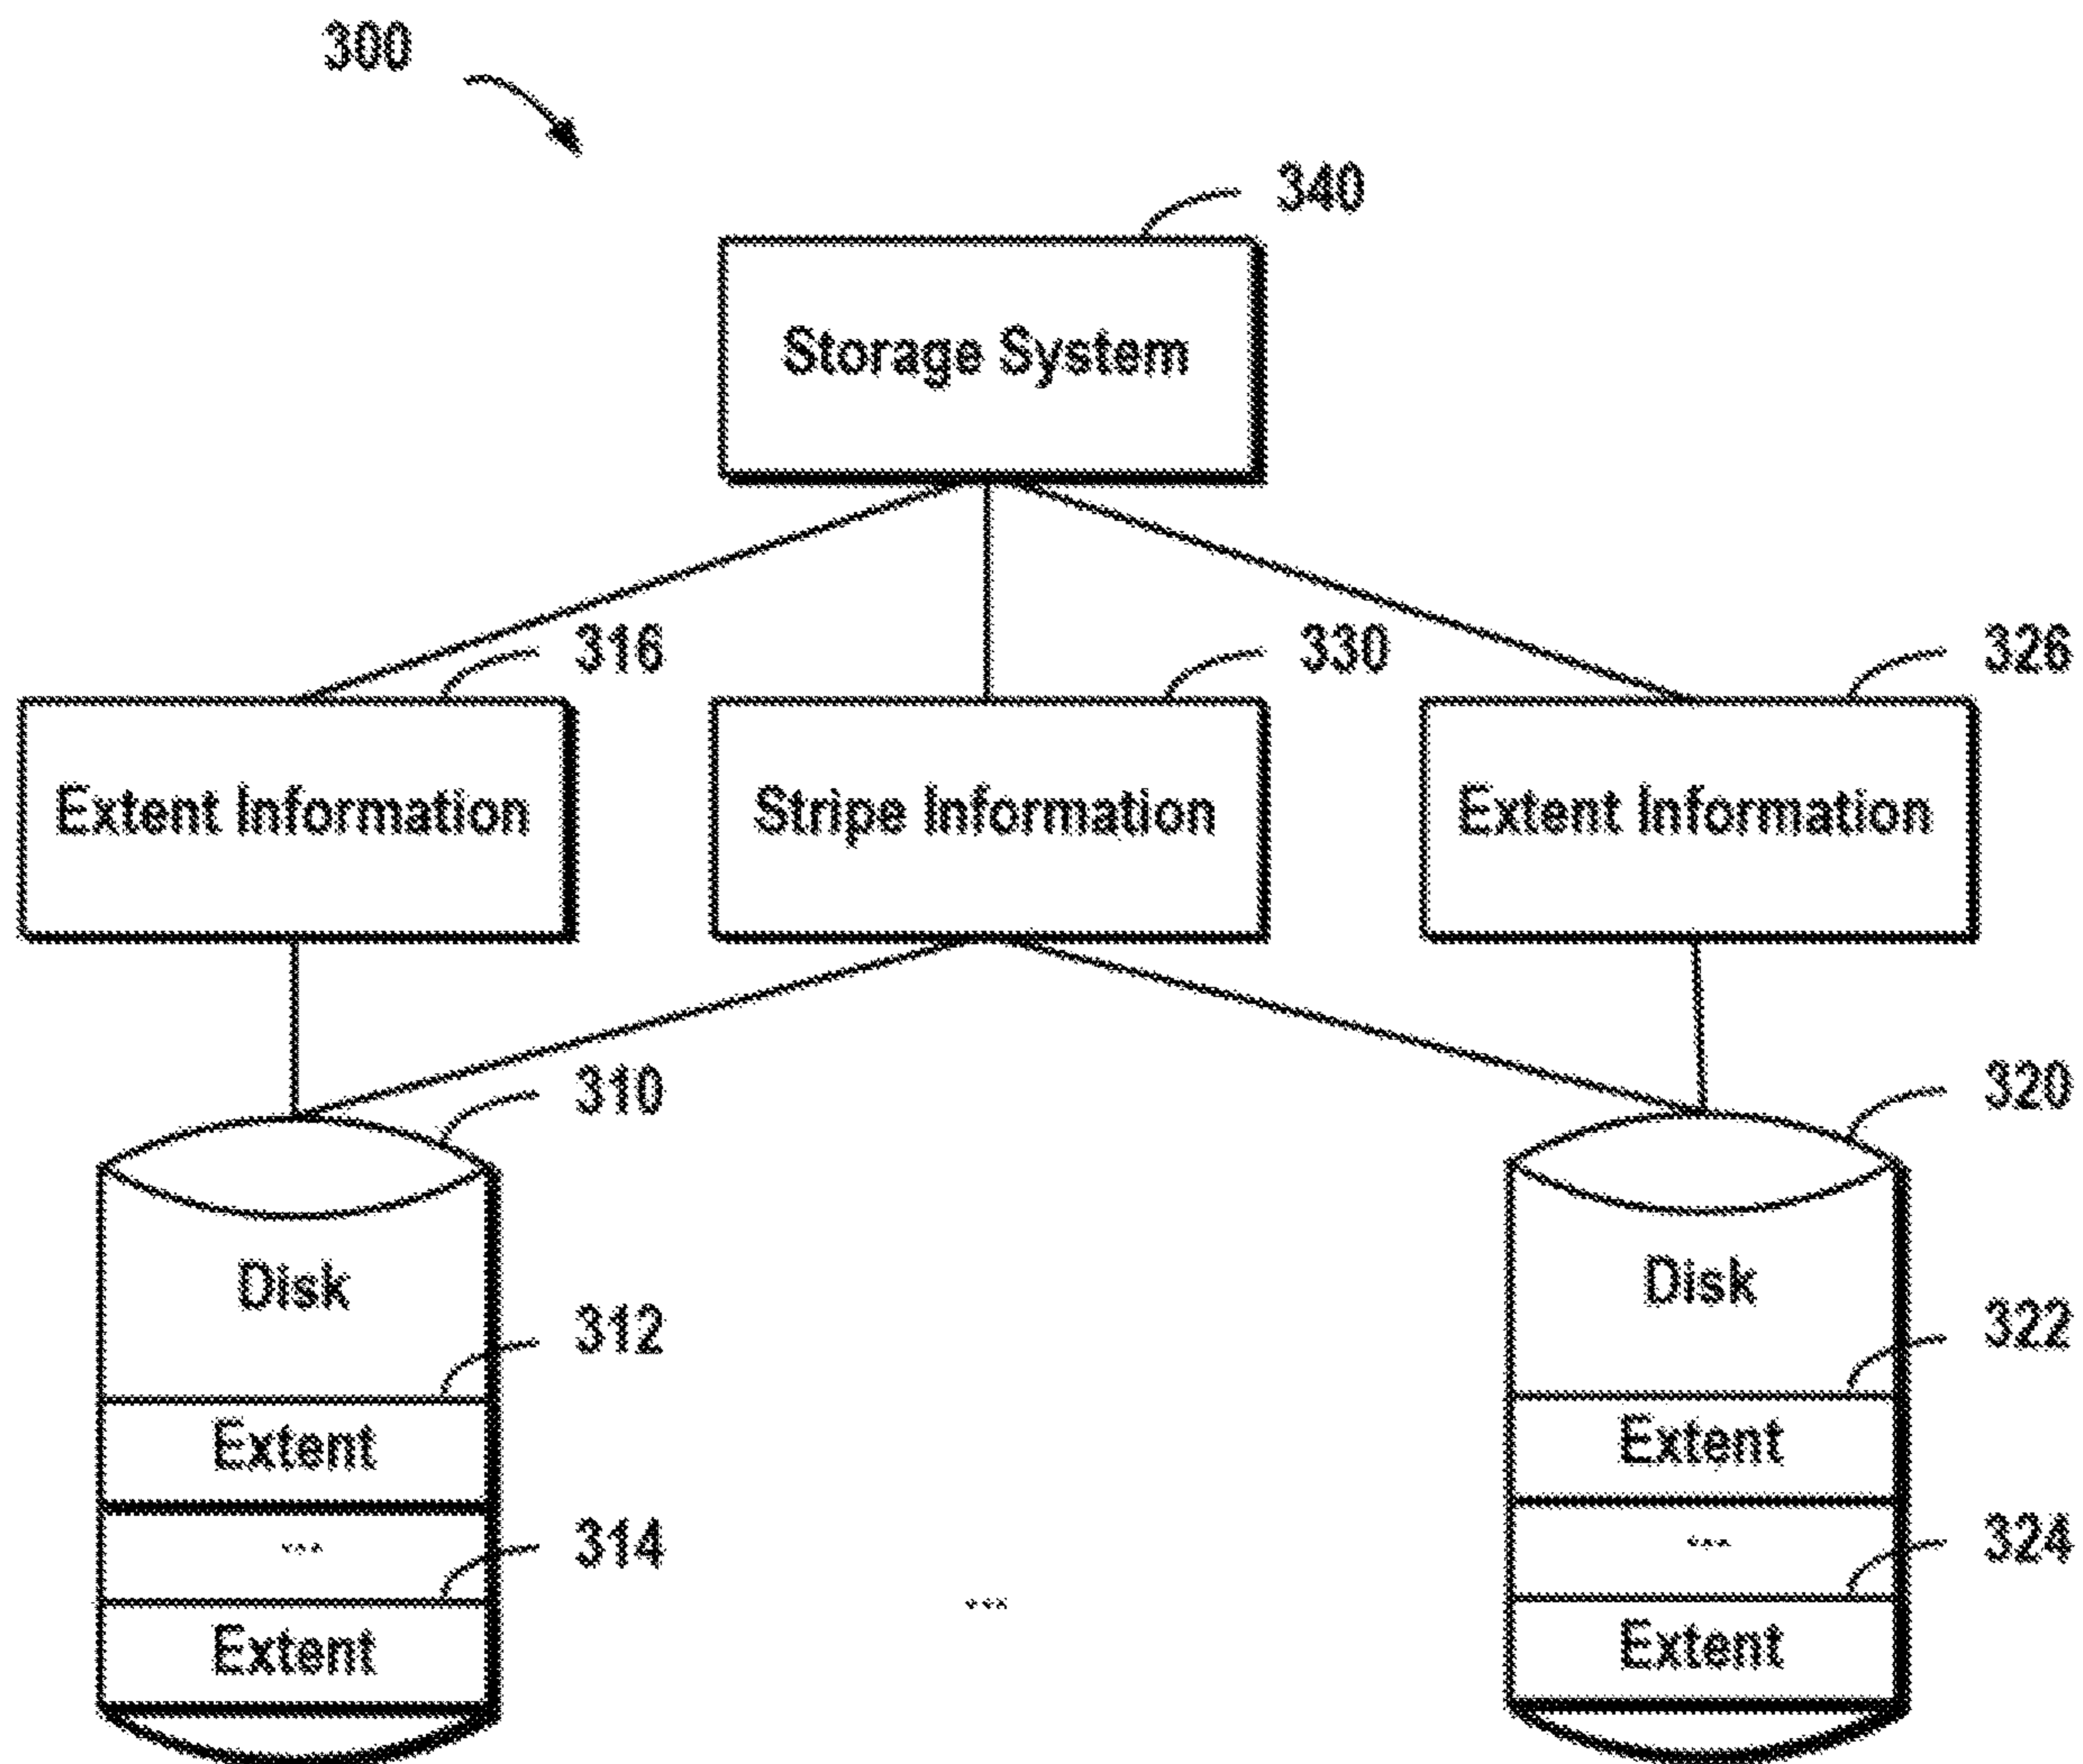 300
340
Storage System
316 330 326
Extent Information Stripe Information Extent Information
310 320
Disk Disk
312 322
Extent Extent
314 324
... ...
...
Extent Extent